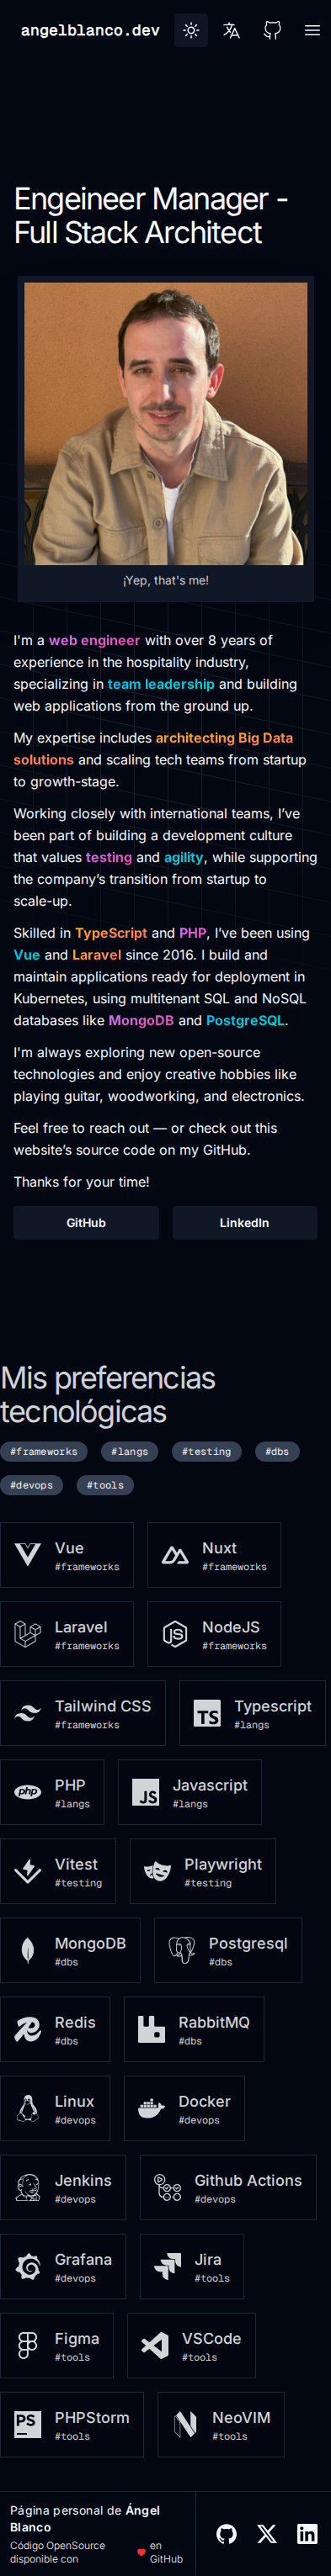 angelblanco.dev
Engeineer Manager -
Full Stack Architect
¡Yep, that's me!
I'm a web engineer with over 8 years of
experience in the hospitality industry,
specializing in team leadership and building
web applications from the ground up.
My expertise includes architecting Big Data
solutions and scaling tech teams from startup
to growth-stage.
Working closely with international teams, I’ve
been part of building a development culture
that values testing and agility, while supporting
the company’s transition from startup to
scale-up.
Skilled in TypeScript and PHP, I’ve been using
Vue and Laravel since 2016. I build and
maintain applications ready for deployment in
Kubernetes, using multitenant SQL and NoSQL
databases like MongoDB and PostgreSQL.
I'm always exploring new open-source
technologies and enjoy creative hobbies like
playing guitar, woodworking, and electronics.
Feel free to reach out — or check out this
website’s source code on my GitHub.
Thanks for your time!
GitHub LinkedIn
Mis preferencias
tecnológicas
#frameworks #langs #testing #dbs
#devops #tools
Vue Nuxt
#frameworks #frameworks
Laravel NodeJS
#frameworks #frameworks
Tailwind CSS TS Typescript
#frameworks #langs
php PHP JS Javascript
#langs #langs
Vitest Playwright
#testing #testing
MongoDB Postgresql
#dbs #dbs
Redis RabbitMQ
#dbs #dbs
Linux Docker
#devops #devops
Jenkins Github Actions
#devops #devops
Grafana Jira
#devops #tools
Figma VSCode
#tools #tools
PS PHPStorm NeoVIM
#tools #tools
Página personal de Ángel
Blanco
Código OpenSource
disponible con en
GitHub